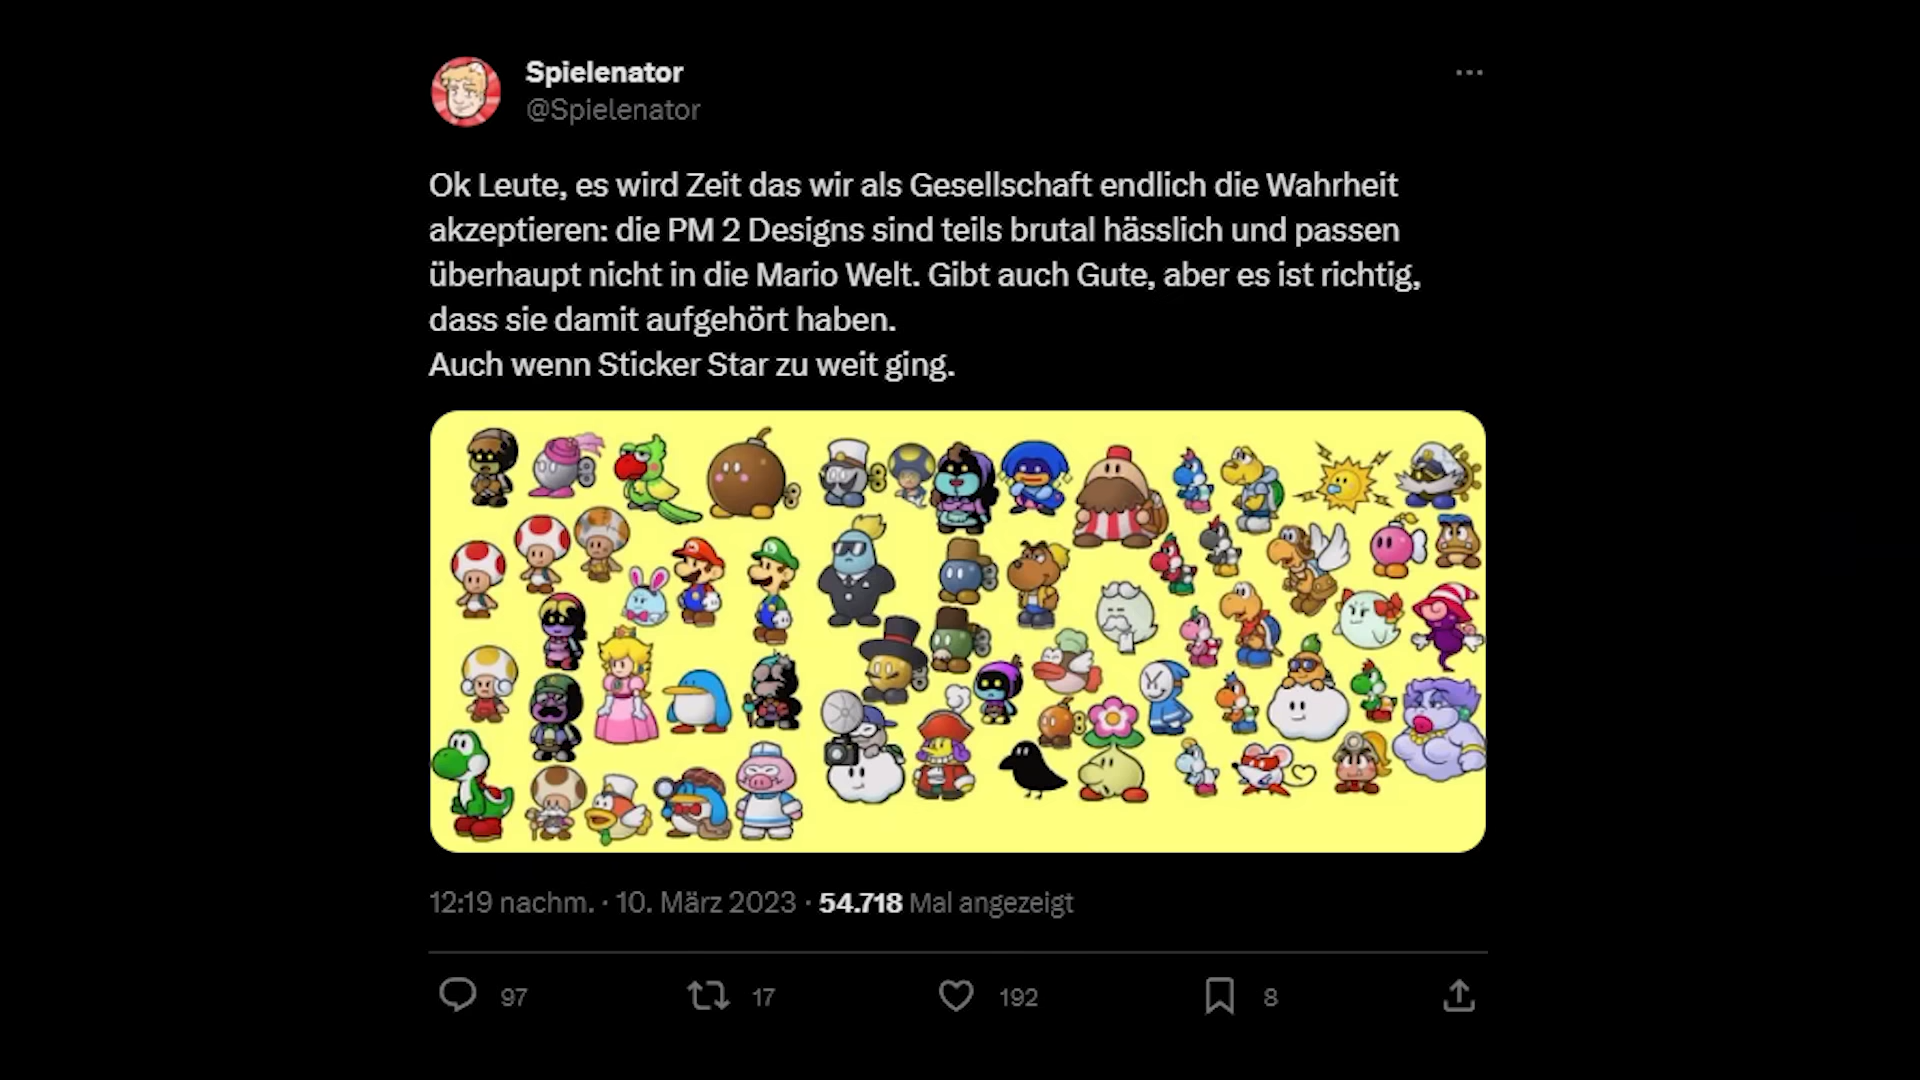 Spielenator
@Spielenator
Ok Leute, es wird Zeit das wir als Gesellschaft endlich die Wahrheit
akzeptieren: die PM 2 Designs sind teils brutal hässlich und passen
überhaupt nicht in die Mario Welt. Gibt auch Gute, aber es ist richtig,
dass sie damit aufgehört haben.
Auch wenn Sticker Star zu weit ging.
12:19 nachm. · 10. März 2023 · 54.718 Mal angezeigt
97 17 192 8